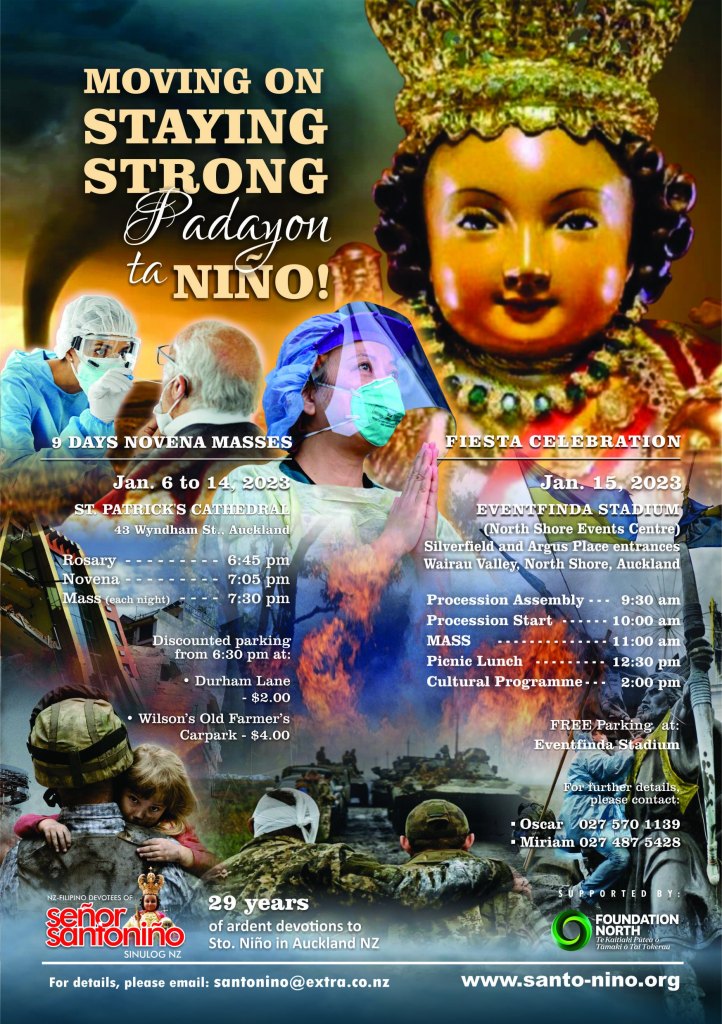 MOVING ON
STAYING
STRONG
Padayon
ta NIÑO!
9 DAYS NOVENA MASSES
Jan. 6 to 14, 2023
ST. PATRICK'S CATHEDRAL
43 Wyndham St., Auckland
Rosary - - - - - - - - - 6:45 pm
Novena - - - - - - - - - 7:05 pm
Mass (each night) - - - - 7:30 pm
Discounted parking
from 6:30 pm at:
• Durham Lane
- $2.00
• Wilson's Old Farmer's
Carpark - $4.00
FIESTA CELEBRATION
Jan. 15, 2023
EVENTFINDA STADIUM
(North Shore Events Centre)
Silverfield and Argus Place entrances
Wairau Valley, North Shore, Auckland
Procession Assembly - - - 9:30 am
Procession Start - - - - - - 10:00 am
MASS - - - - - - - - - - - - - - 11:00 am
Picnic Lunch - - - - - - - - - 12:30 pm
Cultural Programme - - - 2:00 pm
FREE Parking at:
Eventfinda Stadium
For further details,
please contact:
• Oscar 027 570 1139
• Miriam 027 487 5428
NZ-FILIPINO DEVOTEES OF
señor
santoniño
SINULOG NZ
29 years
of ardent devotions to
Sto. Niño in Auckland NZ
SUPPORTED BY:
FOUNDATION
NORTH
Te Kaitiaki Pūtea ō
Tāmaki ō Tai Tokerau
For details, please email: santonino@extra.co.nz
www.santo-nino.org